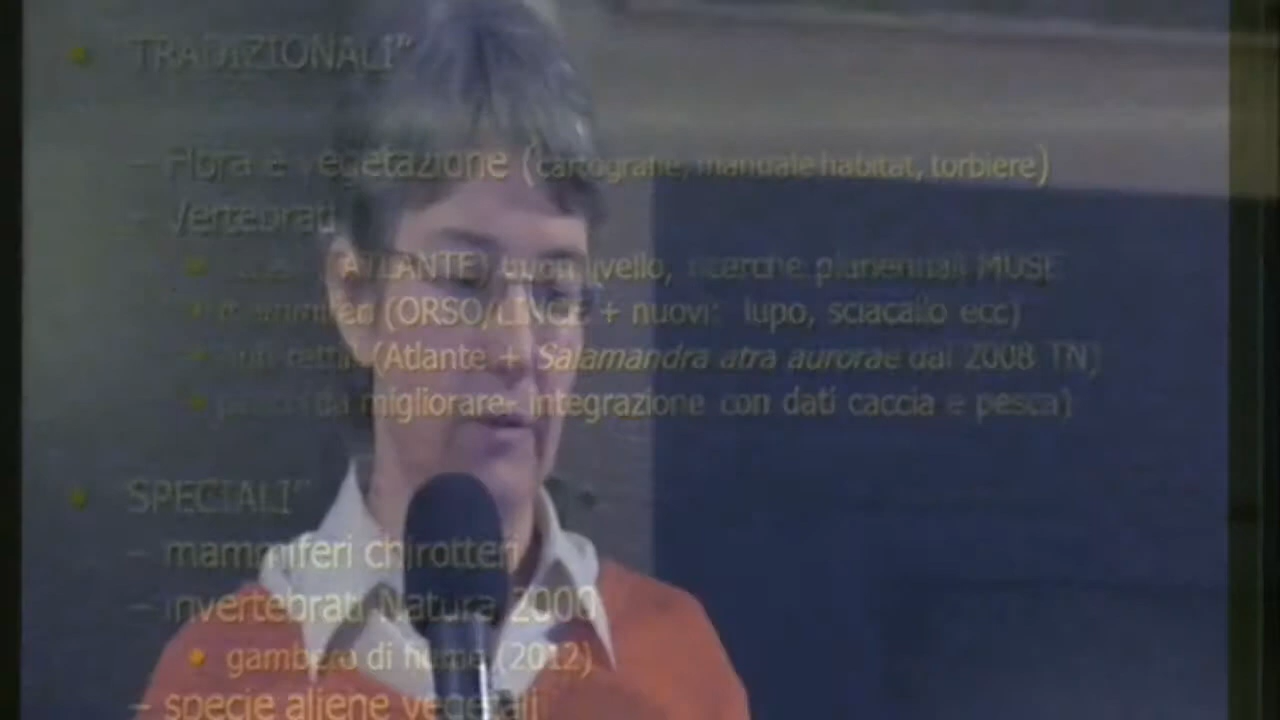 "TRADIZIONALI"
– Flora e vegetazione (cartografie, manuale habitat, torbiere)
– Vertebrati
(ATLANTE) buon livello, ricerche pluriennali MUSE
mammiferi (ORSO/LINCE + nuovi: lupo, sciacallo ecc)
(Atlante + Salamandra atra aurorae dal 2008 TN)
pesci (da migliorare, integrazione con dati caccia e pesca)
SPECIALI"
– mammiferi chirotteri
– invertebrati Natura 2000
gambero di fiume (2012)
– specie aliene vegetali